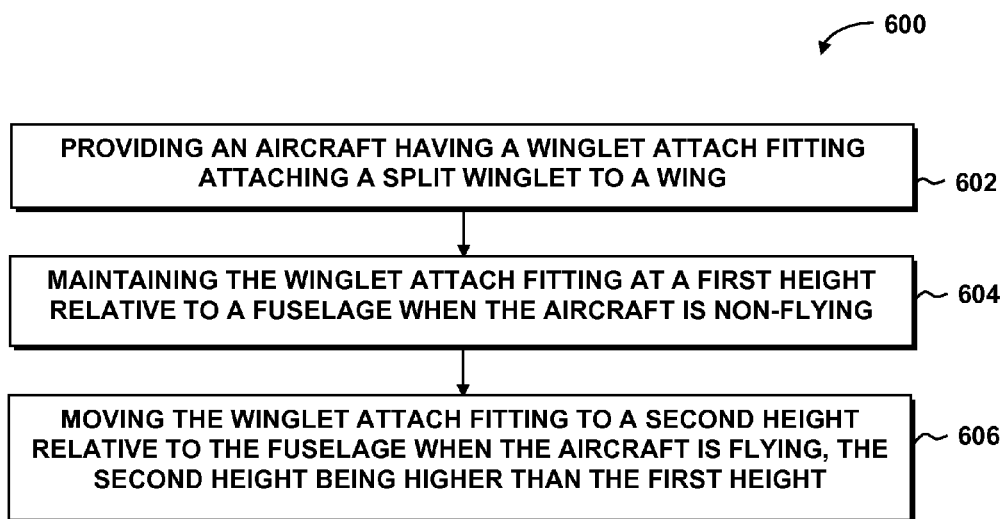 600
PROVIDING AN AIRCRAFT HAVING A WINGLET ATTACH FITTING
ATTACHING A SPLIT WINGLET TO A WING
602
MAINTAINING THE WINGLET ATTACH FITTING AT A FIRST HEIGHT
RELATIVE TO A FUSELAGE WHEN THE AIRCRAFT IS NON-FLYING
604
MOVING THE WINGLET ATTACH FITTING TO A SECOND HEIGHT
RELATIVE TO THE FUSELAGE WHEN THE AIRCRAFT IS FLYING, THE
SECOND HEIGHT BEING HIGHER THAN THE FIRST HEIGHT
606